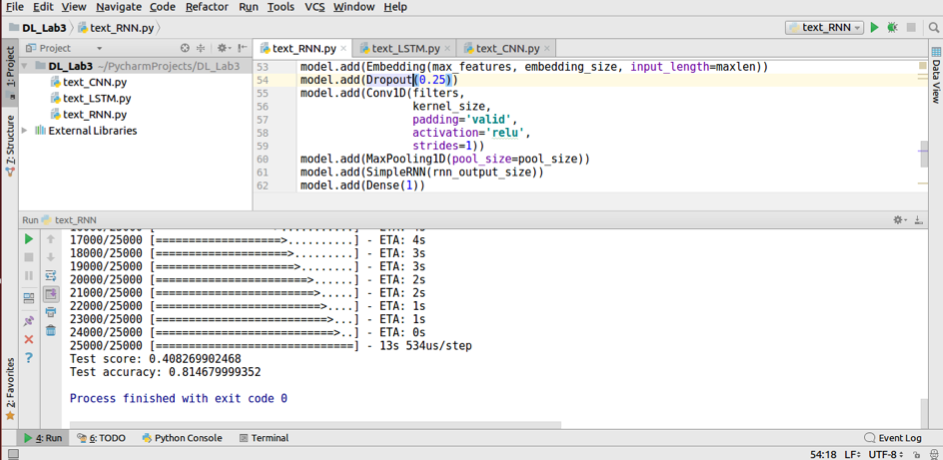 File Edit View Navigate Code Refactor Run Tools VCS Window Help
DL_Lab3 text_RNN.py text_RNN
1: Project
7: Structure
2: Favorites
Data View
Project
DL_Lab3 ~/PycharmProjects/DL_Lab3
text_CNN.py
text_LSTM.py
text_RNN.py
External Libraries
text_RNN.py text_LSTM.py text_CNN.py
53 model.add(Embedding(max_features, embedding_size, input_length=maxlen))
54 model.add(Dropout(0.25))
55 model.add(Conv1D(filters,
56 kernel_size,
57 padding='valid',
58 activation='relu',
59 strides=1))
60 model.add(MaxPooling1D(pool_size=pool_size))
61 model.add(SimpleRNN(rnn_output_size))
62 model.add(Dense(1))
Run text_RNN
17000/25000 [===================>..........] - ETA: 4s
18000/25000 [====================>.........] - ETA: 3s
19000/25000 [=====================>........] - ETA: 3s
20000/25000 [=======================>......] - ETA: 2s
21000/25000 [========================>.....] - ETA: 2s
22000/25000 [=========================>....] - ETA: 1s
23000/25000 [==========================>...] - ETA: 1s
24000/25000 [===========================>..] - ETA: 0s
25000/25000 [==============================] - 13s 534us/step
Test score: 0.408269902468
Test accuracy: 0.814679999352
Process finished with exit code 0
4: Run 6: TODO Python Console Terminal Event Log
54:18 LF UTF-8